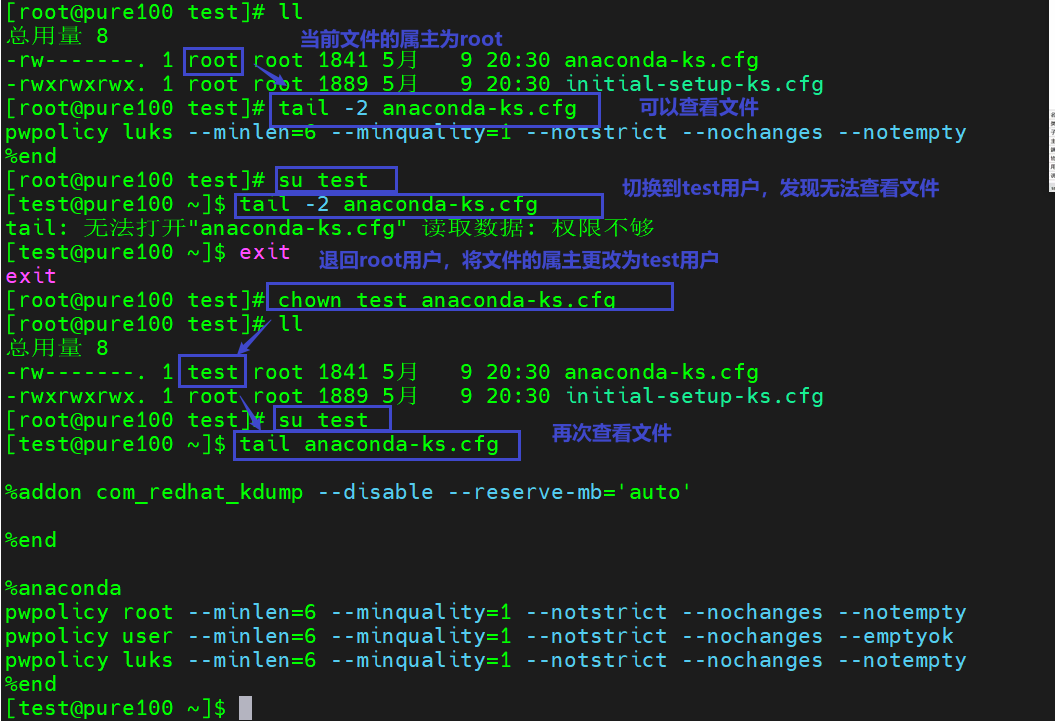 [root@pure100 test]# ll
总用量 8
当前文件的属主为root
-rw-------. 1 root root 1841 5月   9 20:30 anaconda-ks.cfg
-rwxrwxrwx. 1 root root 1889 5月   9 20:30 initial-setup-ks.cfg
[root@pure100 test]# tail -2 anaconda-ks.cfg
可以查看文件
pwpolicy luks --minlen=6 --minquality=1 --notstrict --nochanges --notempty
%end
[root@pure100 test]# su test
切换到test用户，发现无法查看文件
[test@pure100 ~]$ tail -2 anaconda-ks.cfg
tail: 无法打开"anaconda-ks.cfg" 读取数据: 权限不够
[test@pure100 ~]$ exit
退回root用户，将文件的属主更改为test用户
exit
[root@pure100 test]# chown test anaconda-ks.cfg
[root@pure100 test]# ll
总用量 8
-rw-------. 1 test root 1841 5月   9 20:30 anaconda-ks.cfg
-rwxrwxrwx. 1 root root 1889 5月   9 20:30 initial-setup-ks.cfg
[root@pure100 test]# su test
再次查看文件
[test@pure100 ~]$ tail anaconda-ks.cfg
%addon com_redhat_kdump --disable --reserve-mb='auto'
%end
%anaconda
pwpolicy root --minlen=6 --minquality=1 --notstrict --nochanges --notempty
pwpolicy user --minlen=6 --minquality=1 --notstrict --nochanges --emptyok
pwpolicy luks --minlen=6 --minquality=1 --notstrict --nochanges --notempty
%end
[test@pure100 ~]$